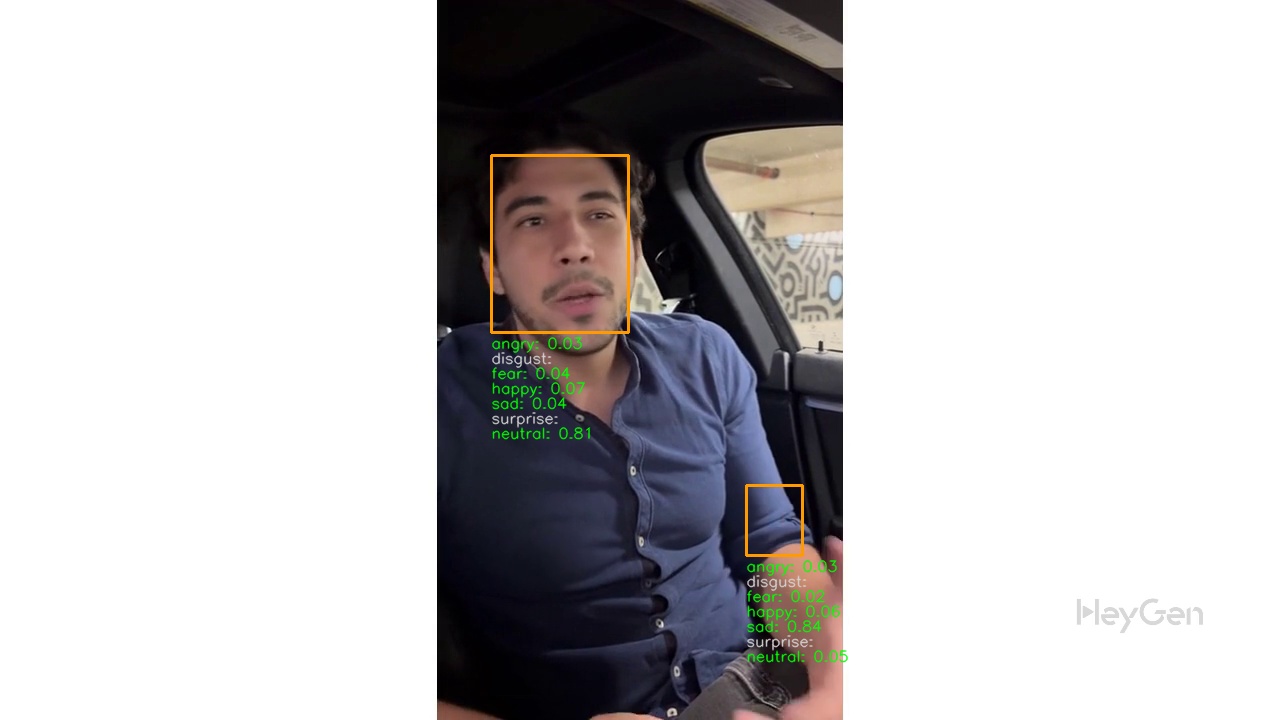 angry: 0.03
disgust:
fear: 0.04
happy: 0.07
sad: 0.04
surprise:
neutral: 0.81
angry: 0.03
disgust:
fear: 0.02
happy: 0.06
sad: 0.84
surprise:
neutral: 0.05
HeyGen